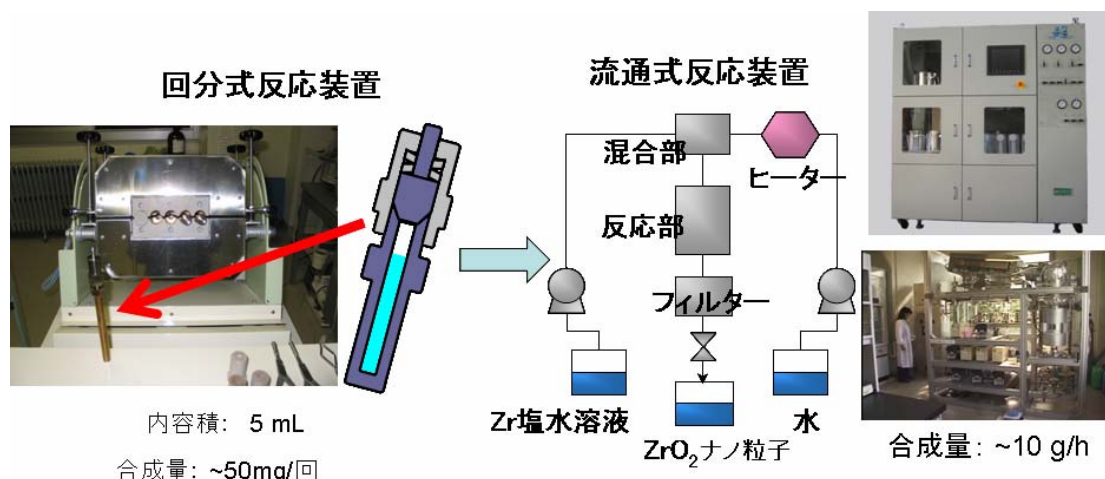 回分式反応装置
内容積： 5 mL
合成量： ~50mg/回
流通式反応装置
混合部
ヒーター
反応部
フィルター
Zr塩水溶液
ZrO₂ナノ粒子
水
合成量： ~10 g/h